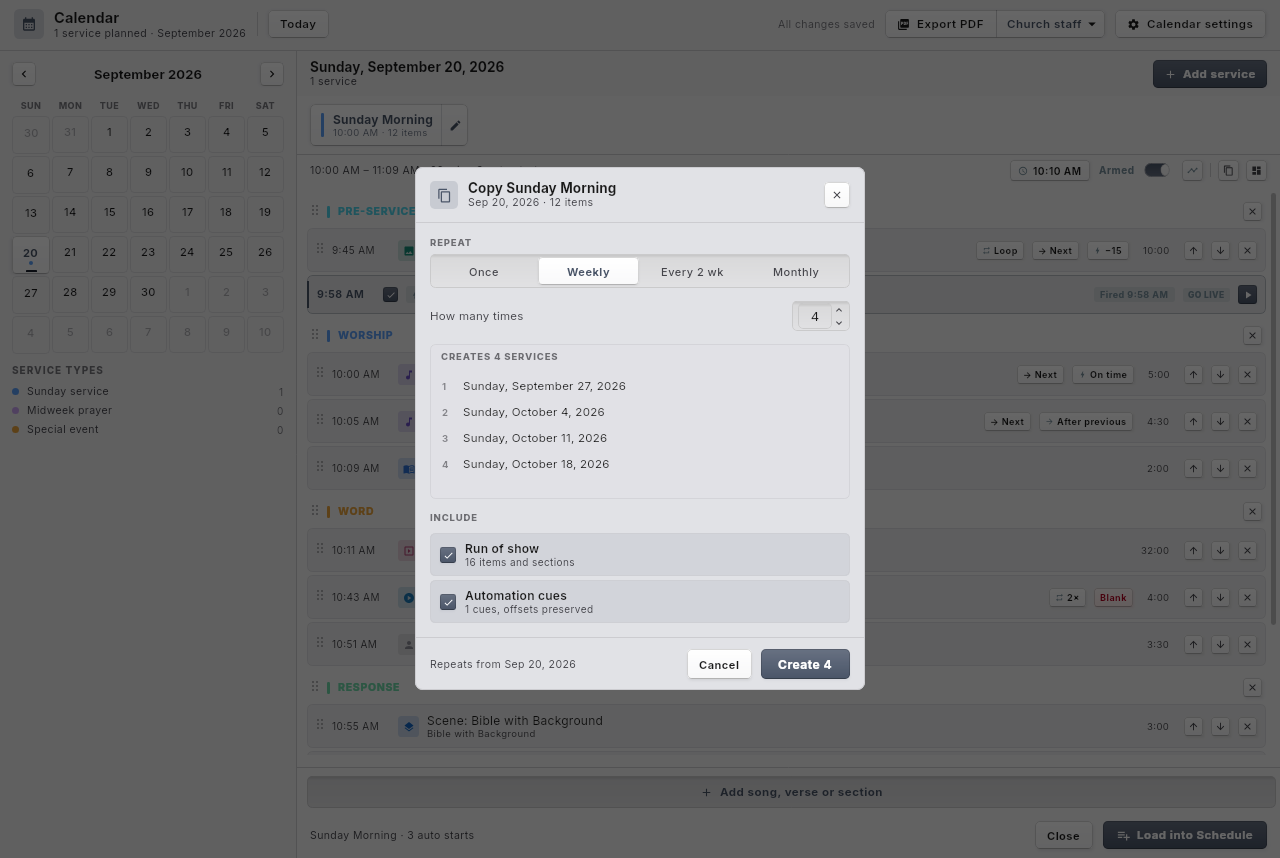 Calendar
1 service planned · September 2026
Today
All changes saved
Export PDF
Church staff
Calendar settings
September 2026
SUN MON TUE WED THU FRI SAT
30 31 1 2 3 4 5
6 7 8 9 10 11 12
13 14 15 16 17 18 19
20 21 22 23 24 25 26
27 28 29 30 1 2 3
4 5 6 7 8 9 10
SERVICE TYPES
Sunday service 1
Midweek prayer 0
Special event 0
Sunday, September 20, 2026
1 service
Add service
Sunday Morning
10:00 AM · 12 items
10:00 AM – 11:09 AM
10:10 AM
Armed
PRE-SERVICE
9:45 AM Loop Next −15 10:00
9:58 AM Fired 9:58 AM GO LIVE
WORSHIP
10:00 AM Next On time 5:00
10:05 AM Next After previous 4:30
10:09 AM 2:00
WORD
10:11 AM 32:00
10:43 AM 2× Blank 4:00
10:51 AM 3:30
RESPONSE
10:55 AM Scene: Bible with Background 3:00
Bible with Background
Add song, verse or section
Sunday Morning · 3 auto starts
Close
Load into Schedule
Copy Sunday Morning
Sep 20, 2026 · 12 items
REPEAT
Once Weekly Every 2 wk Monthly
How many times 4
CREATES 4 SERVICES
1 Sunday, September 27, 2026
2 Sunday, October 4, 2026
3 Sunday, October 11, 2026
4 Sunday, October 18, 2026
INCLUDE
Run of show
16 items and sections
Automation cues
1 cues, offsets preserved
Repeats from Sep 20, 2026
Cancel
Create 4